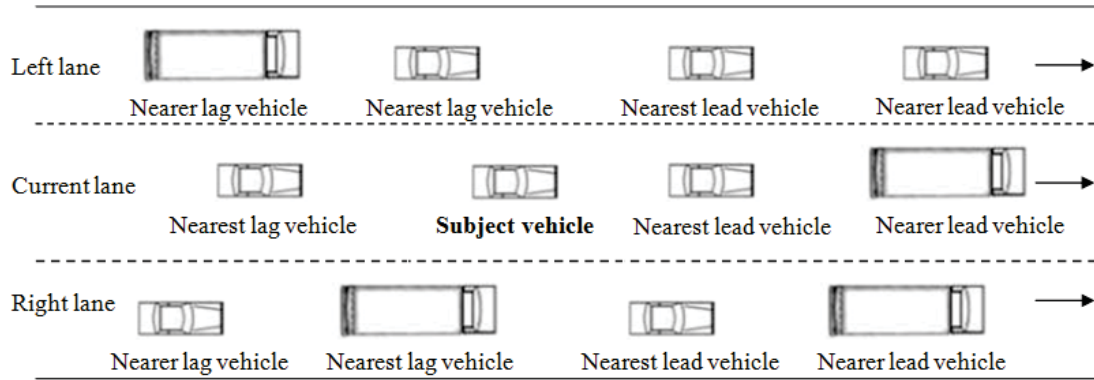 Left lane
Nearer lag vehicle Nearest lag vehicle Nearest lead vehicle Nearer lead vehicle
Current lane
Nearest lag vehicle Subject vehicle Nearest lead vehicle Nearer lead vehicle
Right lane
Nearer lag vehicle Nearest lag vehicle Nearest lead vehicle Nearer lead vehicle